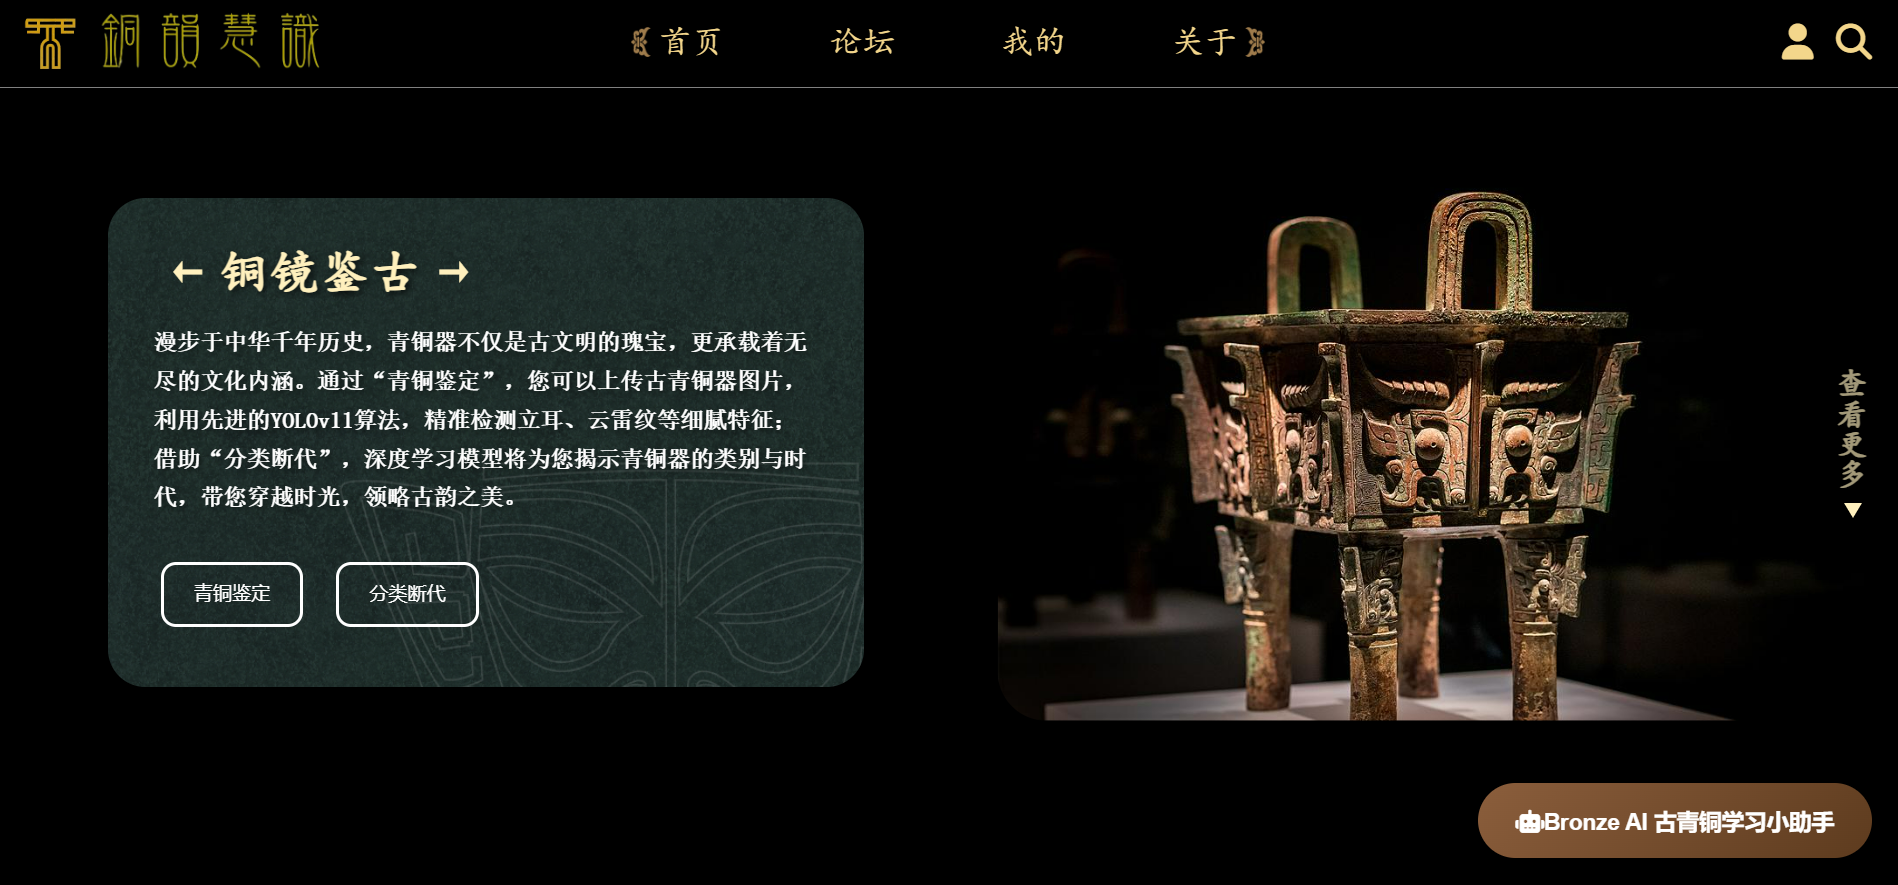 銅韻慧識
首页
论坛
我的
关于
← 铜镜鉴古 →
漫步于中华千年历史，青铜器不仅是古文明的瑰宝，更承载着无
尽的文化内涵。通过“青铜鉴定”，您可以上传古青铜器图片，
利用先进的YOLOv11算法，精准检测立耳、云雷纹等细腻特征；
借助“分类断代”，深度学习模型将为您揭示青铜器的类别与时
代，带您穿越时光，领略古韵之美。
青铜鉴定
分类断代
查看更多
Bronze AI 古青铜学习小助手